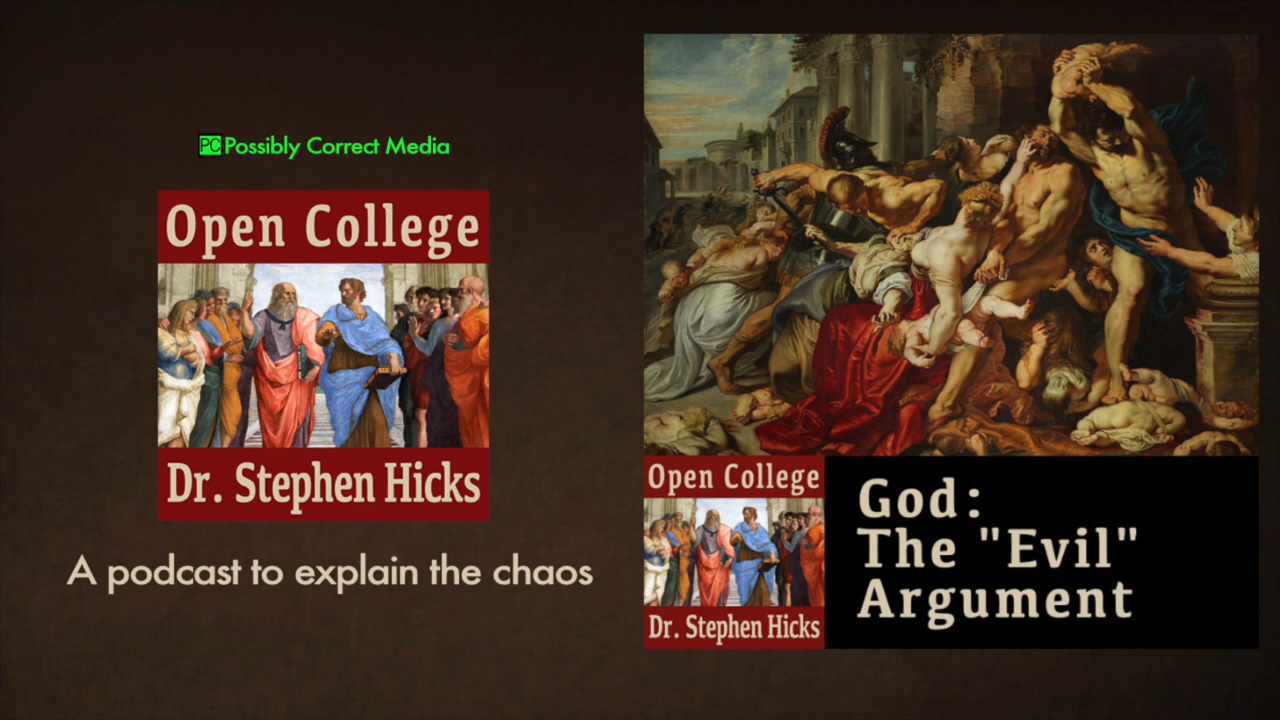 PC Possibly Correct Media
Open College
Dr. Stephen Hicks
A podcast to explain the chaos
Open College
Dr. Stephen Hicks
God:
The "Evil"
Argument